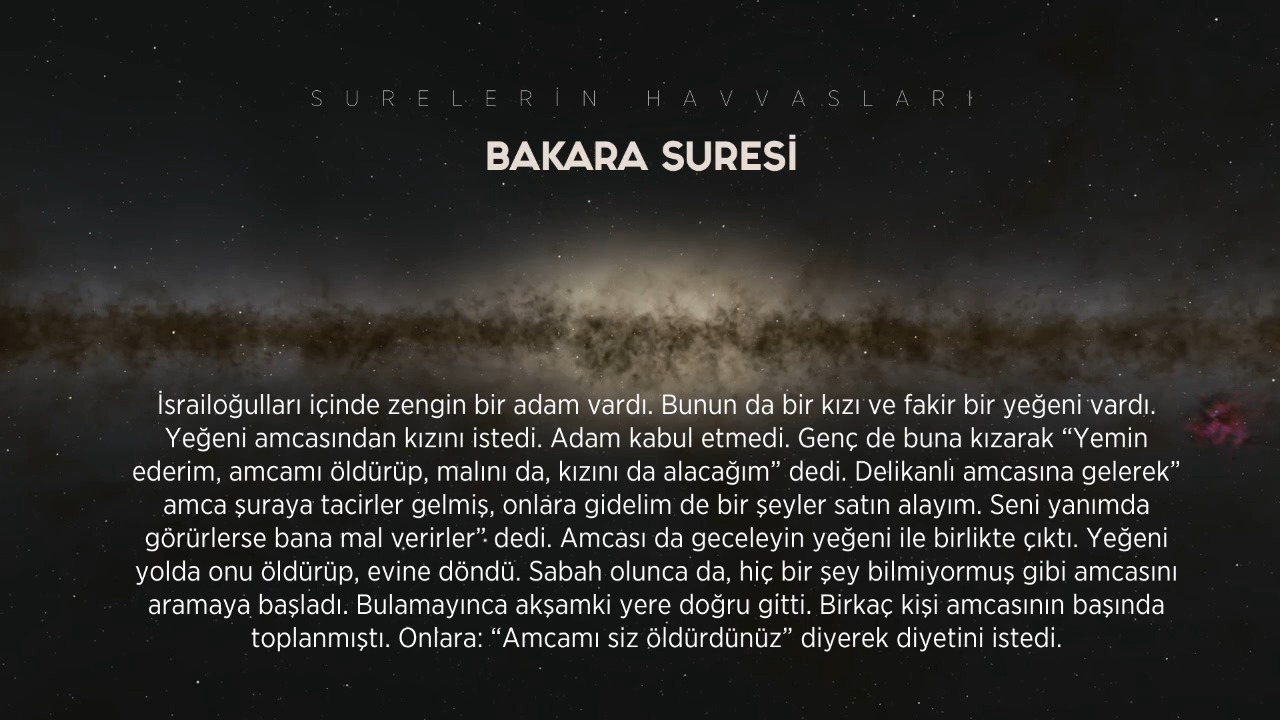 SURELERİN HAVVASLARI
BAKARA SURESİ
İsrailoğulları içinde zengin bir adam vardı. Bunun da bir kızı ve fakir bir yeğeni vardı.
Yeğeni amcasından kızını istedi. Adam kabul etmedi. Genç de buna kızarak “Yemin
ederim, amcamı öldürüp, malını da, kızını da alacağım” dedi. Delikanlı amcasına gelerek”
amca şuraya tacirler gelmiş, onlara gidelim de bir şeyler satın alayım. Seni yanımda
görürlerse bana mal verirler” dedi. Amcası da geceleyin yeğeni ile birlikte çıktı. Yeğeni
yolda onu öldürüp, evine döndü. Sabah olunca da, hiç bir şey bilmiyormuş gibi amcasını
aramaya başladı. Bulamayınca akşamki yere doğru gitti. Birkaç kişi amcasının başında
toplanmıştı. Onlara: “Amcamı siz öldürdünüz” diyerek diyetini istedi.